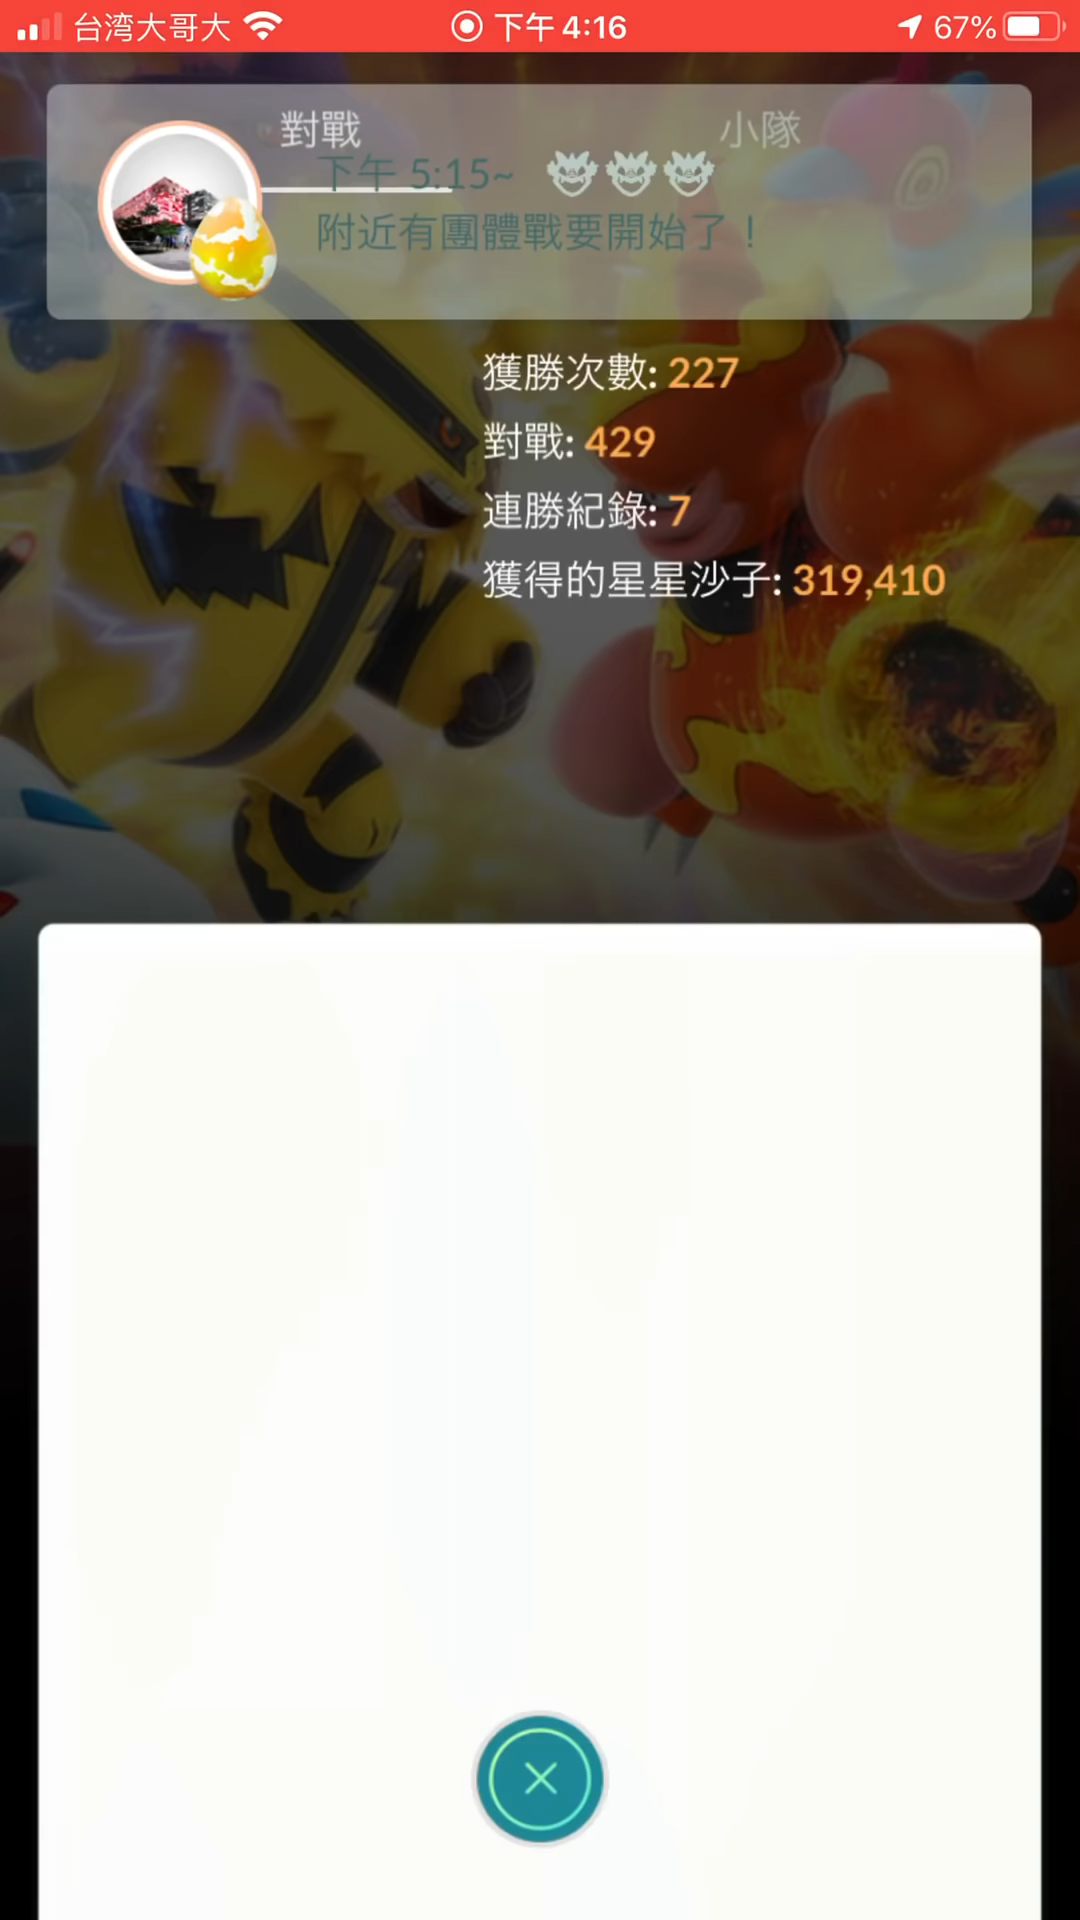 台湾大哥大 下午 4:16 67%
對戰 小隊
下午 5:15~
附近有團體戰要開始了！
獲勝次數: 227
對戰: 429
連勝紀錄: 7
獲得的星星沙子: 319,410